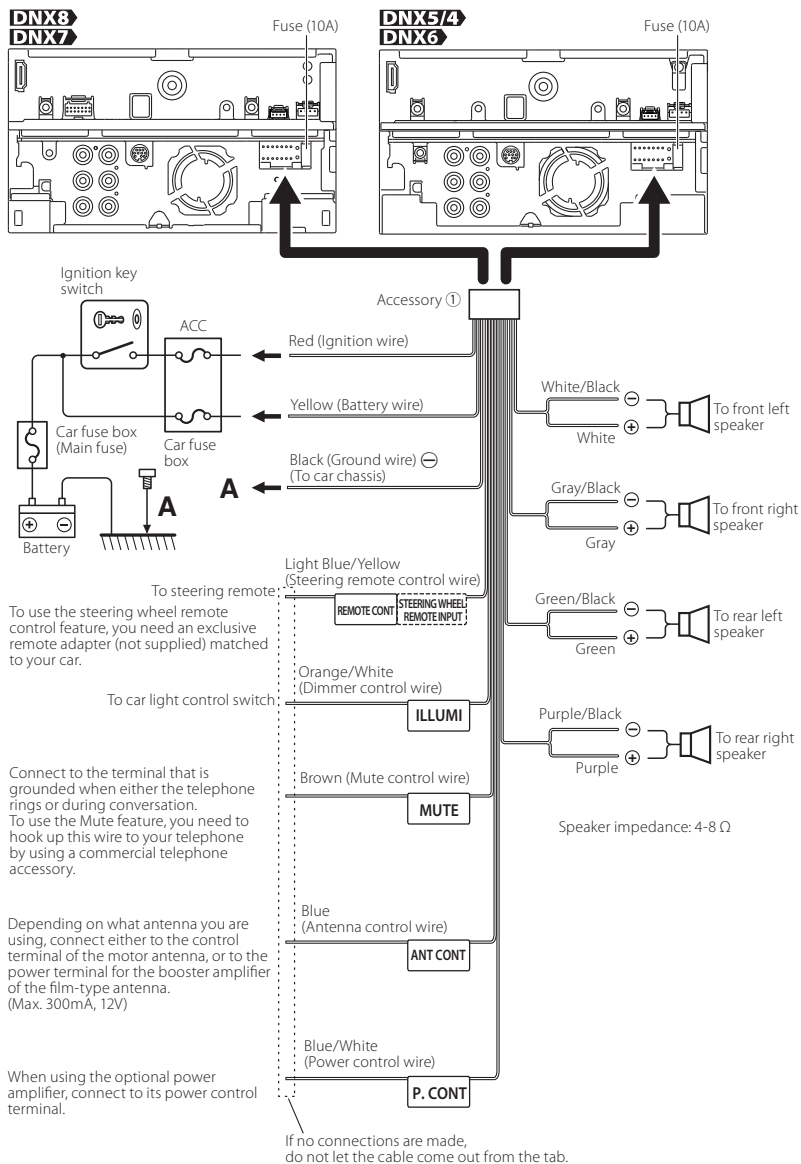 DNX8
DNX7
Fuse (10A)
DNX5/4
DNX6
Fuse (10A)
Ignition key
switch
ACC
Accessory ①
Red (Ignition wire)
Yellow (Battery wire)
Car fuse box
(Main fuse)
Car fuse
box
Black (Ground wire) ⊖
(To car chassis)
A
A
Battery
⊕ ⊖
White/Black
⊖
⊕
White
To front left
speaker
Gray/Black
⊖
⊕
Gray
To front right
speaker
Green/Black
⊖
⊕
Green
To rear left
speaker
Purple/Black
⊖
⊕
Purple
To rear right
speaker
Speaker impedance: 4-8 Ω
Light Blue/Yellow
(Steering remote control wire)
To steering remote
REMOTE CONT
STEERING WHEEL
REMOTE INPUT
To use the steering wheel remote
control feature, you need an exclusive
remote adapter (not supplied) matched
to your car.
Orange/White
(Dimmer control wire)
To car light control switch
ILLUMI
Brown (Mute control wire)
MUTE
Connect to the terminal that is
grounded when either the telephone
rings or during conversation.
To use the Mute feature, you need to
hook up this wire to your telephone
by using a commercial telephone
accessory.
Blue
(Antenna control wire)
ANT CONT
Depending on what antenna you are
using, connect either to the control
terminal of the motor antenna, or to the
power terminal for the booster amplifier
of the film-type antenna.
(Max. 300mA, 12V)
Blue/White
(Power control wire)
P. CONT
When using the optional power
amplifier, connect to its power control
terminal.
If no connections are made,
do not let the cable come out from the tab.